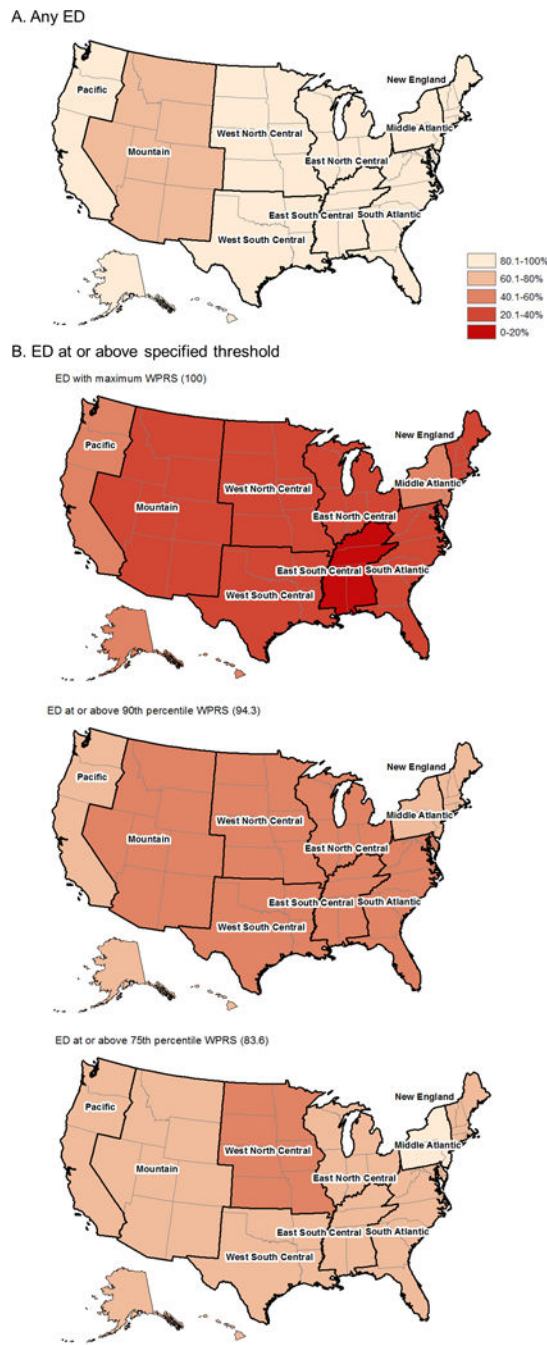 A. Any ED
New England
Pacific
Middle Atlantic
West North Central
Mountain
East North Central
East South Central South Atlantic
West South Central
80.1-100%
60.1-80%
40.1-60%
20.1-40%
0-20%
B. ED at or above specified threshold
ED with maximum WPRS (100)
New England
Pacific
Middle Atlantic
West North Central
Mountain
East North Central
East South Central South Atlantic
West South Central
ED at or above 90th percentile WPRS (94.3)
New England
Pacific
Middle Atlantic
West North Central
Mountain
East North Central
East South Central South Atlantic
West South Central
ED at or above 75th percentile WPRS (83.6)
New England
Pacific
Middle Atlantic
West North Central
Mountain
East North Central
East South Central South Atlantic
West South Central